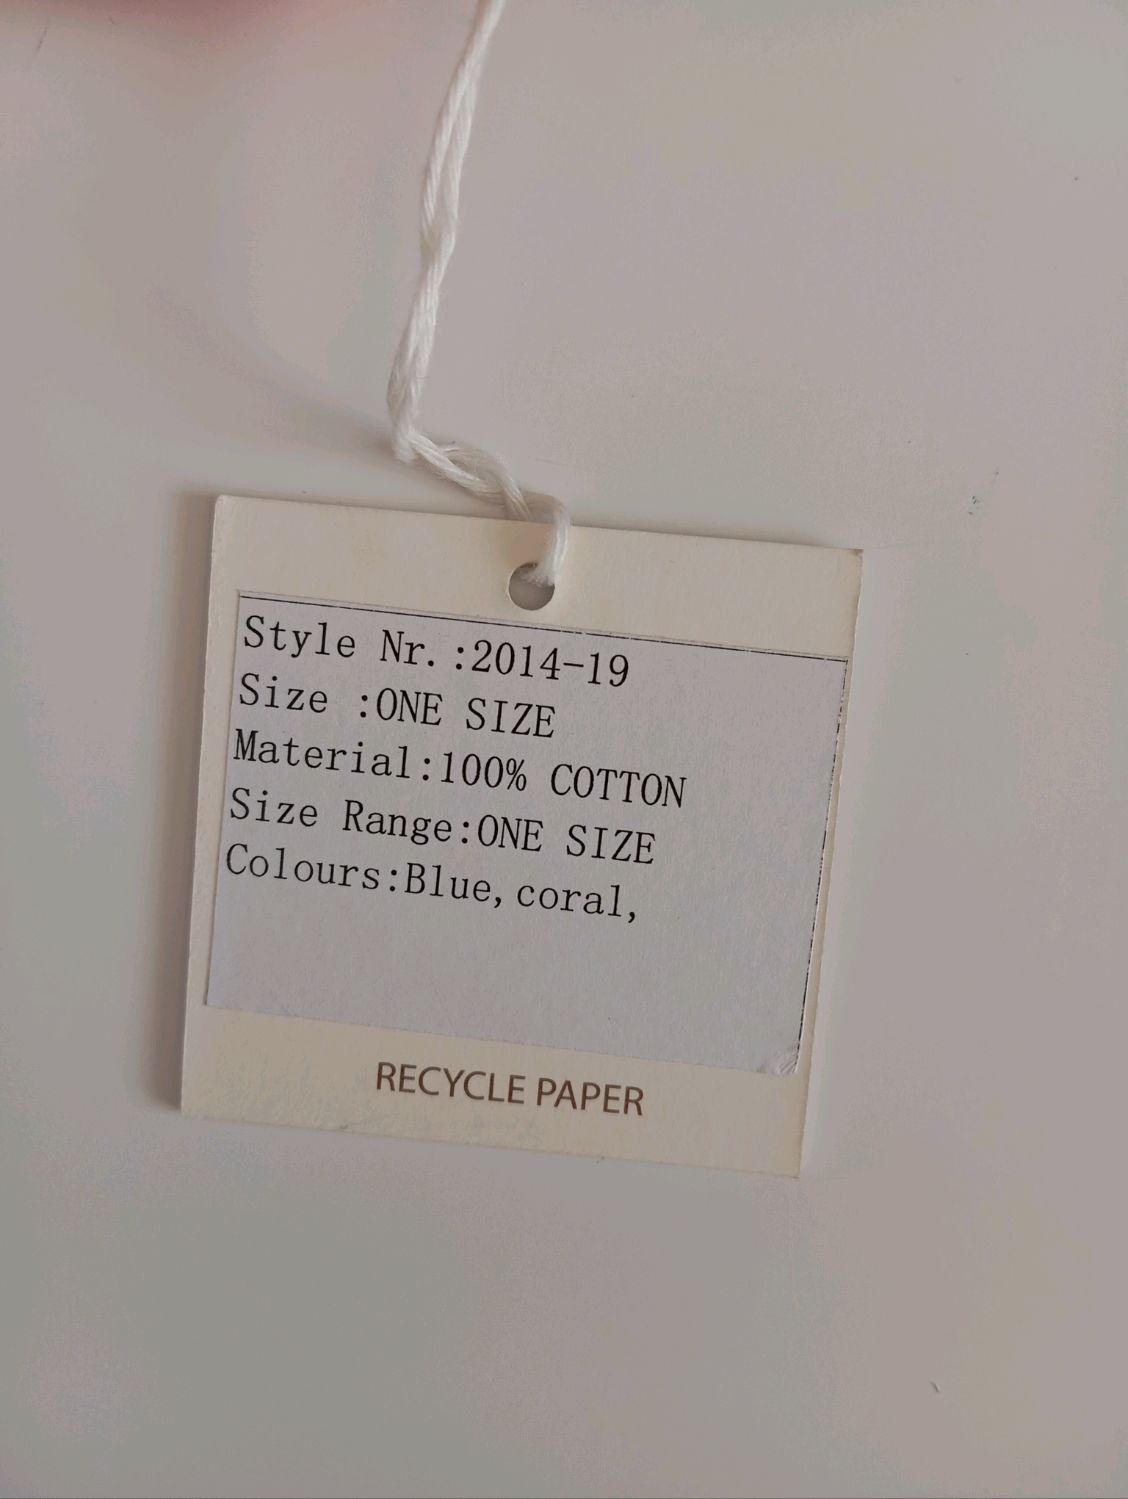 Style Nr.:2014-19
Size :ONE SIZE
Material:100% COTTON
Size Range:ONE SIZE
Colours:Blue, coral,
RECYCLE PAPER